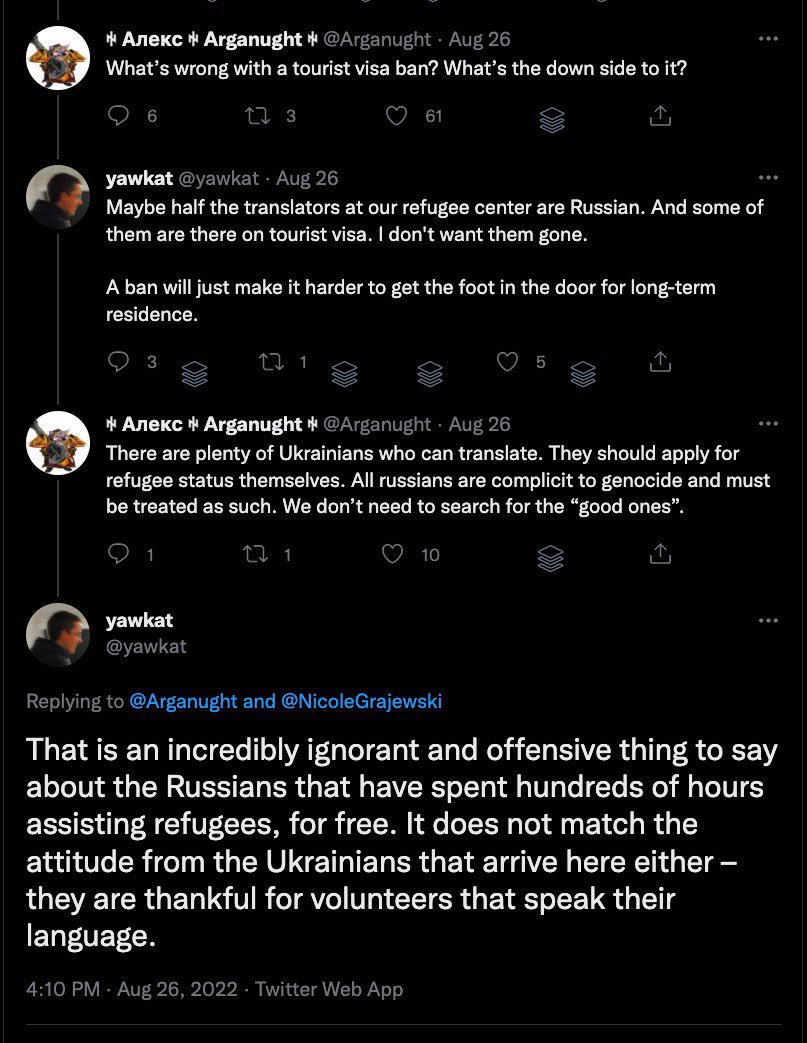 ꑭ Алекс ꑭ Arganught ꑭ @Arganught · Aug 26
What’s wrong with a tourist visa ban? What’s the down side to it?
6 3 61
yawkat @yawkat · Aug 26
Maybe half the translators at our refugee center are Russian. And some of
them are there on tourist visa. I don't want them gone.
A ban will just make it harder to get the foot in the door for long-term
residence.
3 1 5
ꑭ Алекс ꑭ Arganught ꑭ @Arganught · Aug 26
There are plenty of Ukrainians who can translate. They should apply for
refugee status themselves. All russians are complicit to genocide and must
be treated as such. We don’t need to search for the “good ones”.
1 1 10
yawkat
@yawkat
Replying to @Arganught and @NicoleGrajewski
That is an incredibly ignorant and offensive thing to say
about the Russians that have spent hundreds of hours
assisting refugees, for free. It does not match the
attitude from the Ukrainians that arrive here either –
they are thankful for volunteers that speak their
language.
4:10 PM · Aug 26, 2022 · Twitter Web App